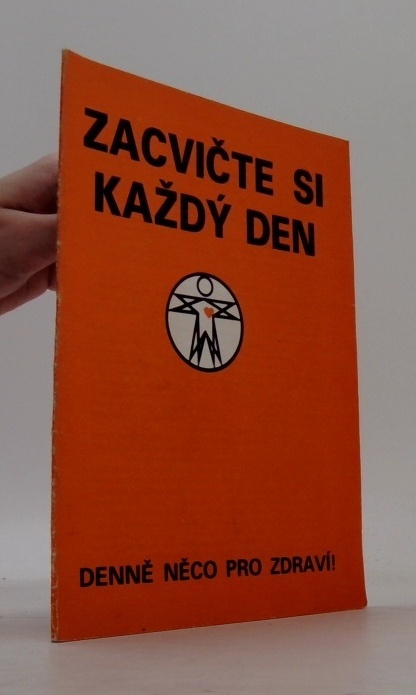 ZACVIČTE SI
KAŽDÝ DEN
DENNĚ NĚCO PRO ZDRAVÍ!